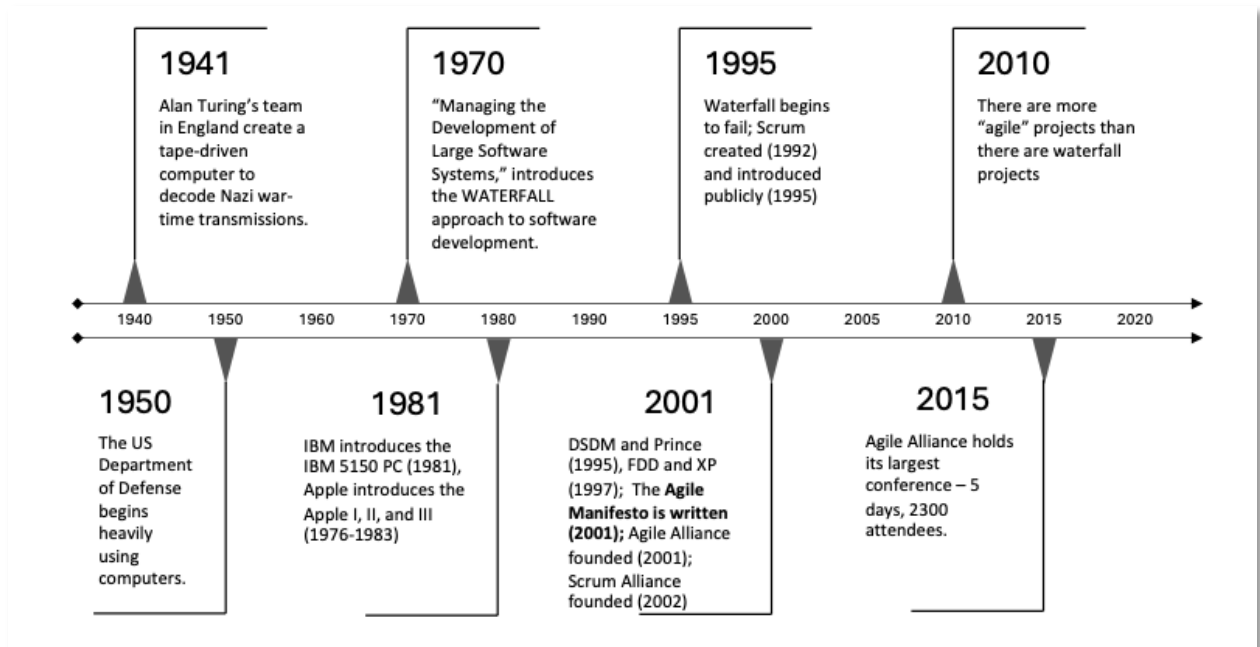 1941
Alan Turing’s team
in England create a
tape-driven
computer to
decode Nazi war-
time transmissions.
1970
“Managing the
Development of
Large Software
Systems,” introduces
the WATERFALL
approach to software
development.
1995
Waterfall begins
to fail; Scrum
created (1992)
and introduced
publicly (1995)
2010
There are more
“agile” projects than
there are waterfall
projects
1940 1950 1960 1970 1980 1990 1995 2000 2005 2010 2015 2020
1950
The US
Department
of Defense
begins
heavily
using
computers.
1981
IBM introduces the
IBM 5150 PC (1981),
Apple introduces the
Apple I, II, and III
(1976-1983)
2001
DSDM and Prince
(1995), FDD and XP
(1997); The Agile
Manifesto is written
(2001); Agile Alliance
founded (2001);
Scrum Alliance
founded (2002)
2015
Agile Alliance holds
its largest
conference – 5
days, 2300
attendees.